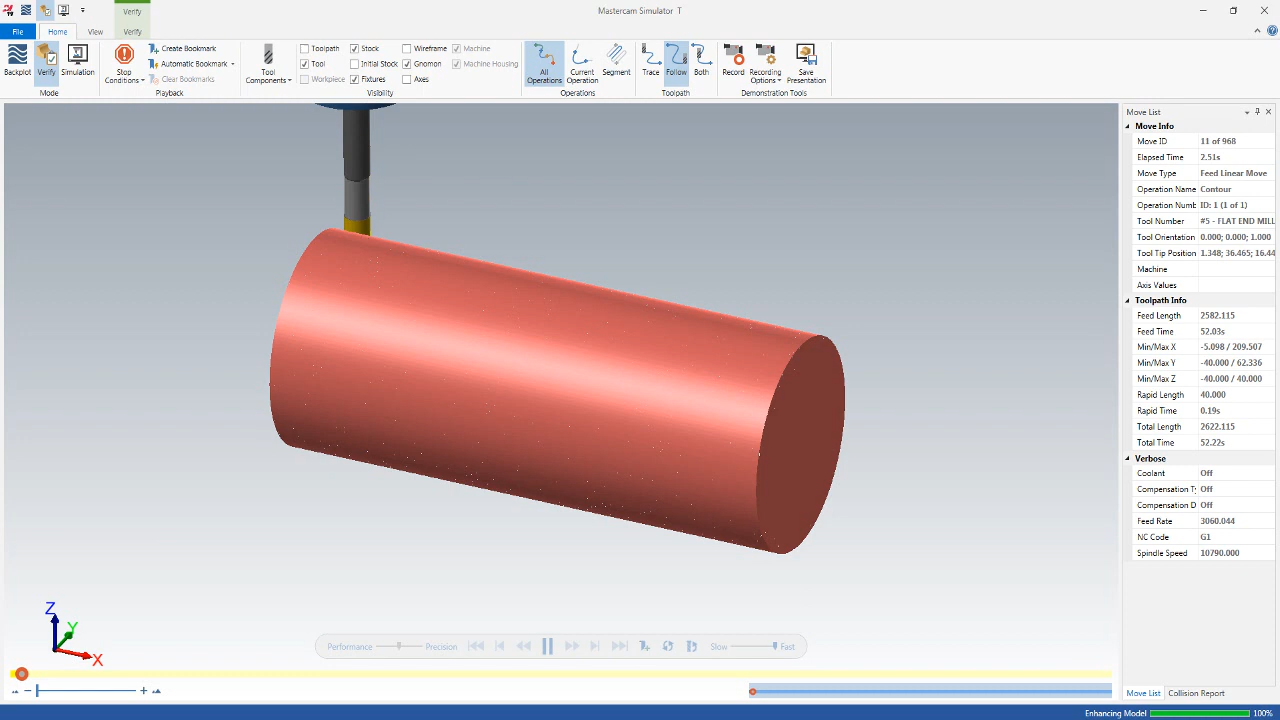 Verify
Mastercam Simulator T
File
Home
View
Verify
Backplot
Verify
Simulation
Mode
Stop Conditions
Create Bookmark
Automatic Bookmark
Clear Bookmarks
Playback
Tool Components
Toolpath
Tool
Workpiece
Stock
Initial Stock
Fixtures
Wireframe
Gnomon
Axes
Machine
Machine Housing
Visibility
All Operations
Current Operation
Segment
Operations
Trace
Follow
Both
Toolpath
Record
Recording Options
Save Presentation
Demonstration Tools
Move List
Move Info
Move ID 11 of 968
Elapsed Time 2.51s
Move Type Feed Linear Move
Operation Name Contour
Operation Numb ID: 1 (1 of 1)
Tool Number #5 - FLAT END MILL
Tool Orientation 0.000; 0.000; 1.000
Tool Tip Position 1.348; 36.465; 16.44
Machine
Axis Values
Toolpath Info
Feed Length 2582.115
Feed Time 52.03s
Min/Max X -5.098 / 209.507
Min/Max Y -40.000 / 62.336
Min/Max Z -40.000 / 40.000
Rapid Length 40.000
Rapid Time 0.19s
Total Length 2622.115
Total Time 52.22s
Verbose
Coolant Off
Compensation Ty Off
Compensation D Off
Feed Rate 3060.044
NC Code G1
Spindle Speed 10790.000
Z
Y
X
Performance
Precision
Slow
Fast
Move List
Collision Report
Enhancing Model
100%